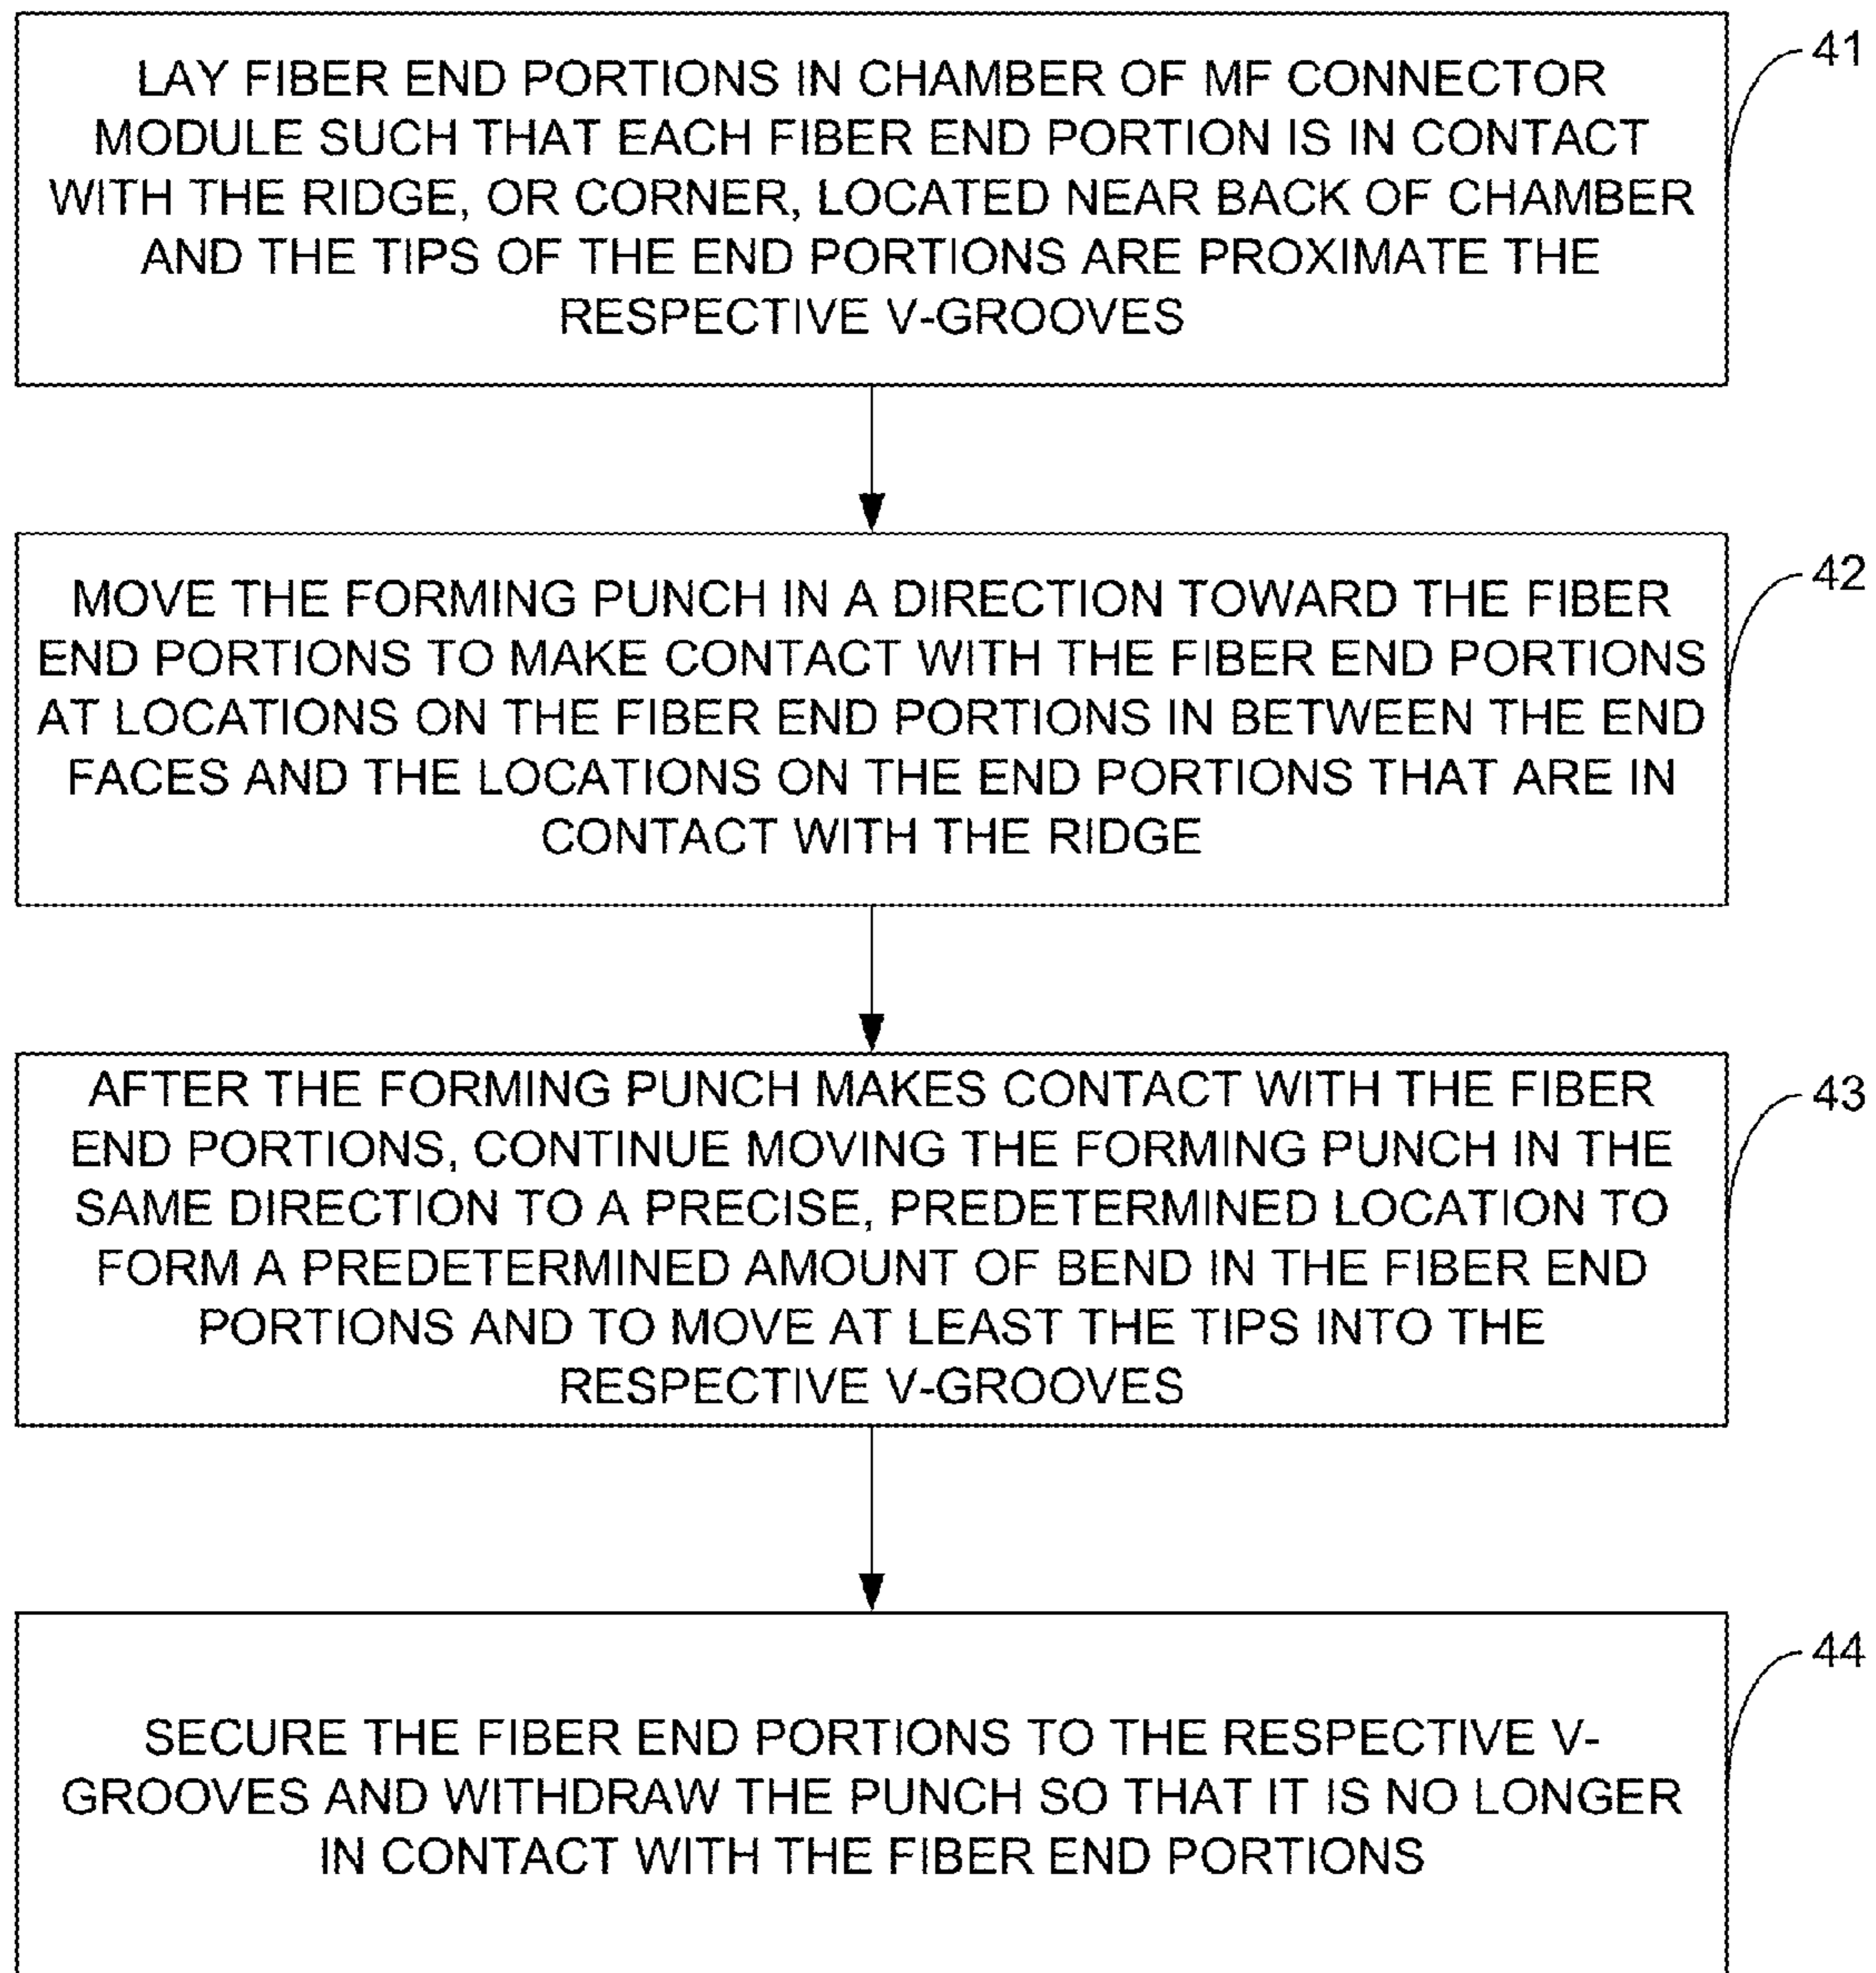 LAY FIBER END PORTIONS IN CHAMBER OF MF CONNECTOR
MODULE SUCH THAT EACH FIBER END PORTION IS IN CONTACT
WITH THE RIDGE, OR CORNER, LOCATED NEAR BACK OF CHAMBER
AND THE TIPS OF THE END PORTIONS ARE PROXIMATE THE
RESPECTIVE V-GROOVES
41
MOVE THE FORMING PUNCH IN A DIRECTION TOWARD THE FIBER
END PORTIONS TO MAKE CONTACT WITH THE FIBER END PORTIONS
AT LOCATIONS ON THE FIBER END PORTIONS IN BETWEEN THE END
FACES AND THE LOCATIONS ON THE END PORTIONS THAT ARE IN
CONTACT WITH THE RIDGE
42
AFTER THE FORMING PUNCH MAKES CONTACT WITH THE FIBER
END PORTIONS, CONTINUE MOVING THE FORMING PUNCH IN THE
SAME DIRECTION TO A PRECISE, PREDETERMINED LOCATION TO
FORM A PREDETERMINED AMOUNT OF BEND IN THE FIBER END
PORTIONS AND TO MOVE AT LEAST THE TIPS INTO THE
RESPECTIVE V-GROOVES
43
SECURE THE FIBER END PORTIONS TO THE RESPECTIVE V-
GROOVES AND WITHDRAW THE PUNCH SO THAT IT IS NO LONGER
IN CONTACT WITH THE FIBER END PORTIONS
44